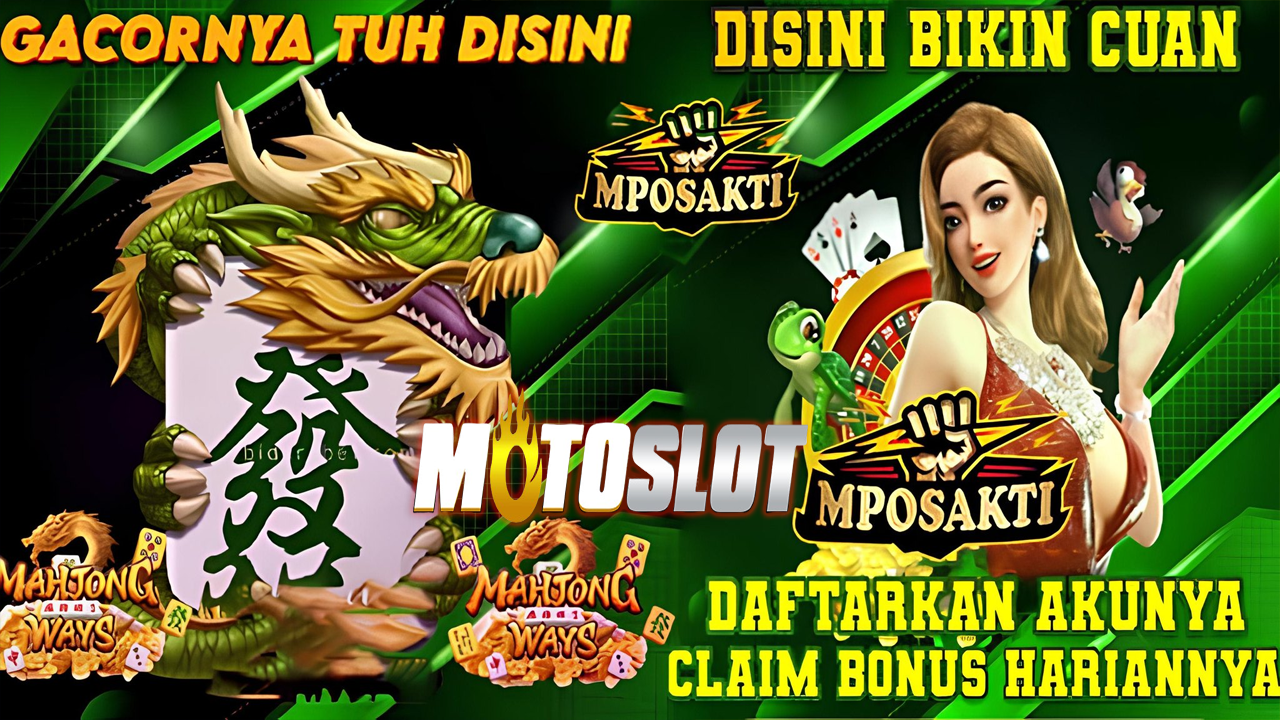 GACORNYA TUH DISINI
DISINI BIKIN CUAN
MPOSAKTI
發
MOTOSLOT
MPOSAKTI
MAHJONG
WAYS
MAHJONG
WAYS
DAFTARKAN AKUNYA
CLAIM BONUS HARIANNYA